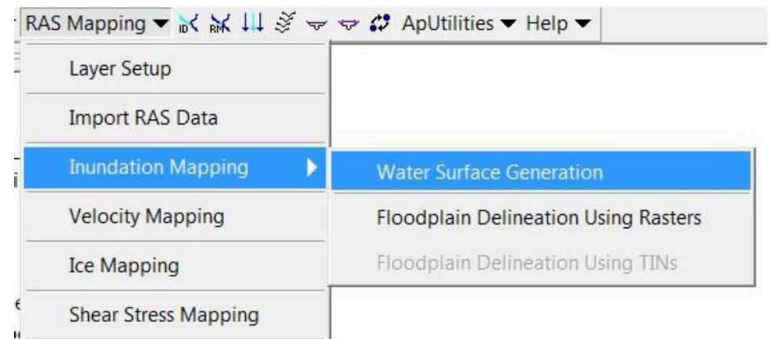 RAS Mapping ApUtilities Help
Layer Setup
Import RAS Data
Inundation Mapping
Water Surface Generation
Velocity Mapping
Floodplain Delineation Using Rasters
Ice Mapping
Floodplain Delineation Using TINs
Shear Stress Mapping